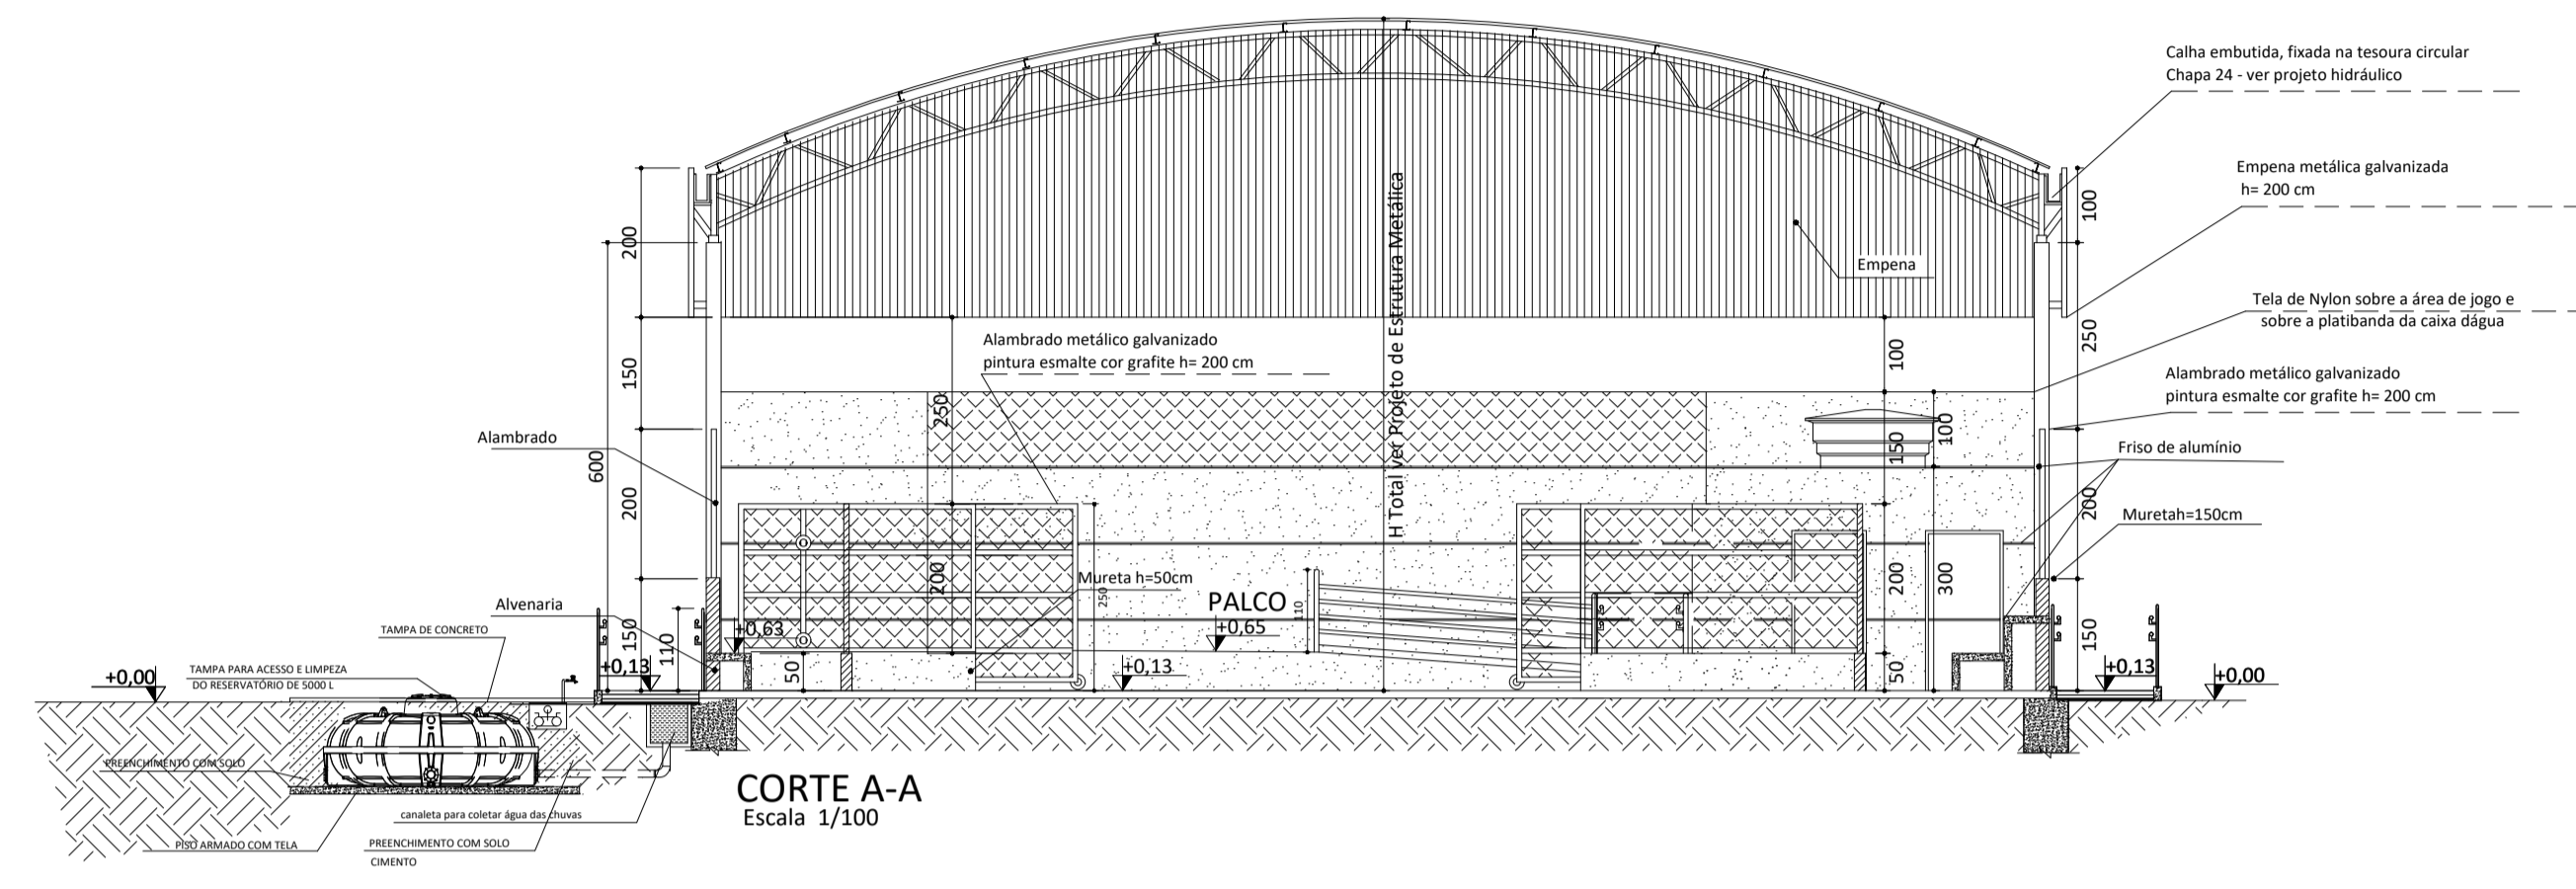 Calha embutida, fixada na tesoura circular
Chapa 24 - ver projeto hidráulico
Empena metálica galvanizada
h= 200 cm
Tela de Nylon sobre a área de jogo e
sobre a platibanda da caixa dágua
Alambrado metálico galvanizado
pintura esmalte cor grafite h= 200 cm
Friso de alumínio
Muretah=150cm
Empena
H Total ver Projeto de Estrutura Metálica
Alambrado metálico galvanizado
pintura esmalte cor grafite h= 200 cm
Alambrado
Alvenaria
Mureta h=50cm
PALCO
+0,65
+0,63
+0,13
+0,13
+0,13
+0,00
+0,00
200
150
200
150
600
110
50
250
200
250
110
100
150
200
50
100
300
100
250
200
150
TAMPA DE CONCRETO
TAMPA PARA ACESSO E LIMPEZA
DO RESERVATÓRIO DE 5000 L
PREENCHIMENTO COM SOLO
PISO ARMADO COM TELA
canaleta para coletar água das chuvas
PREENCHIMENTO COM SOLO
CIMENTO
CORTE A-A
Escala 1/100